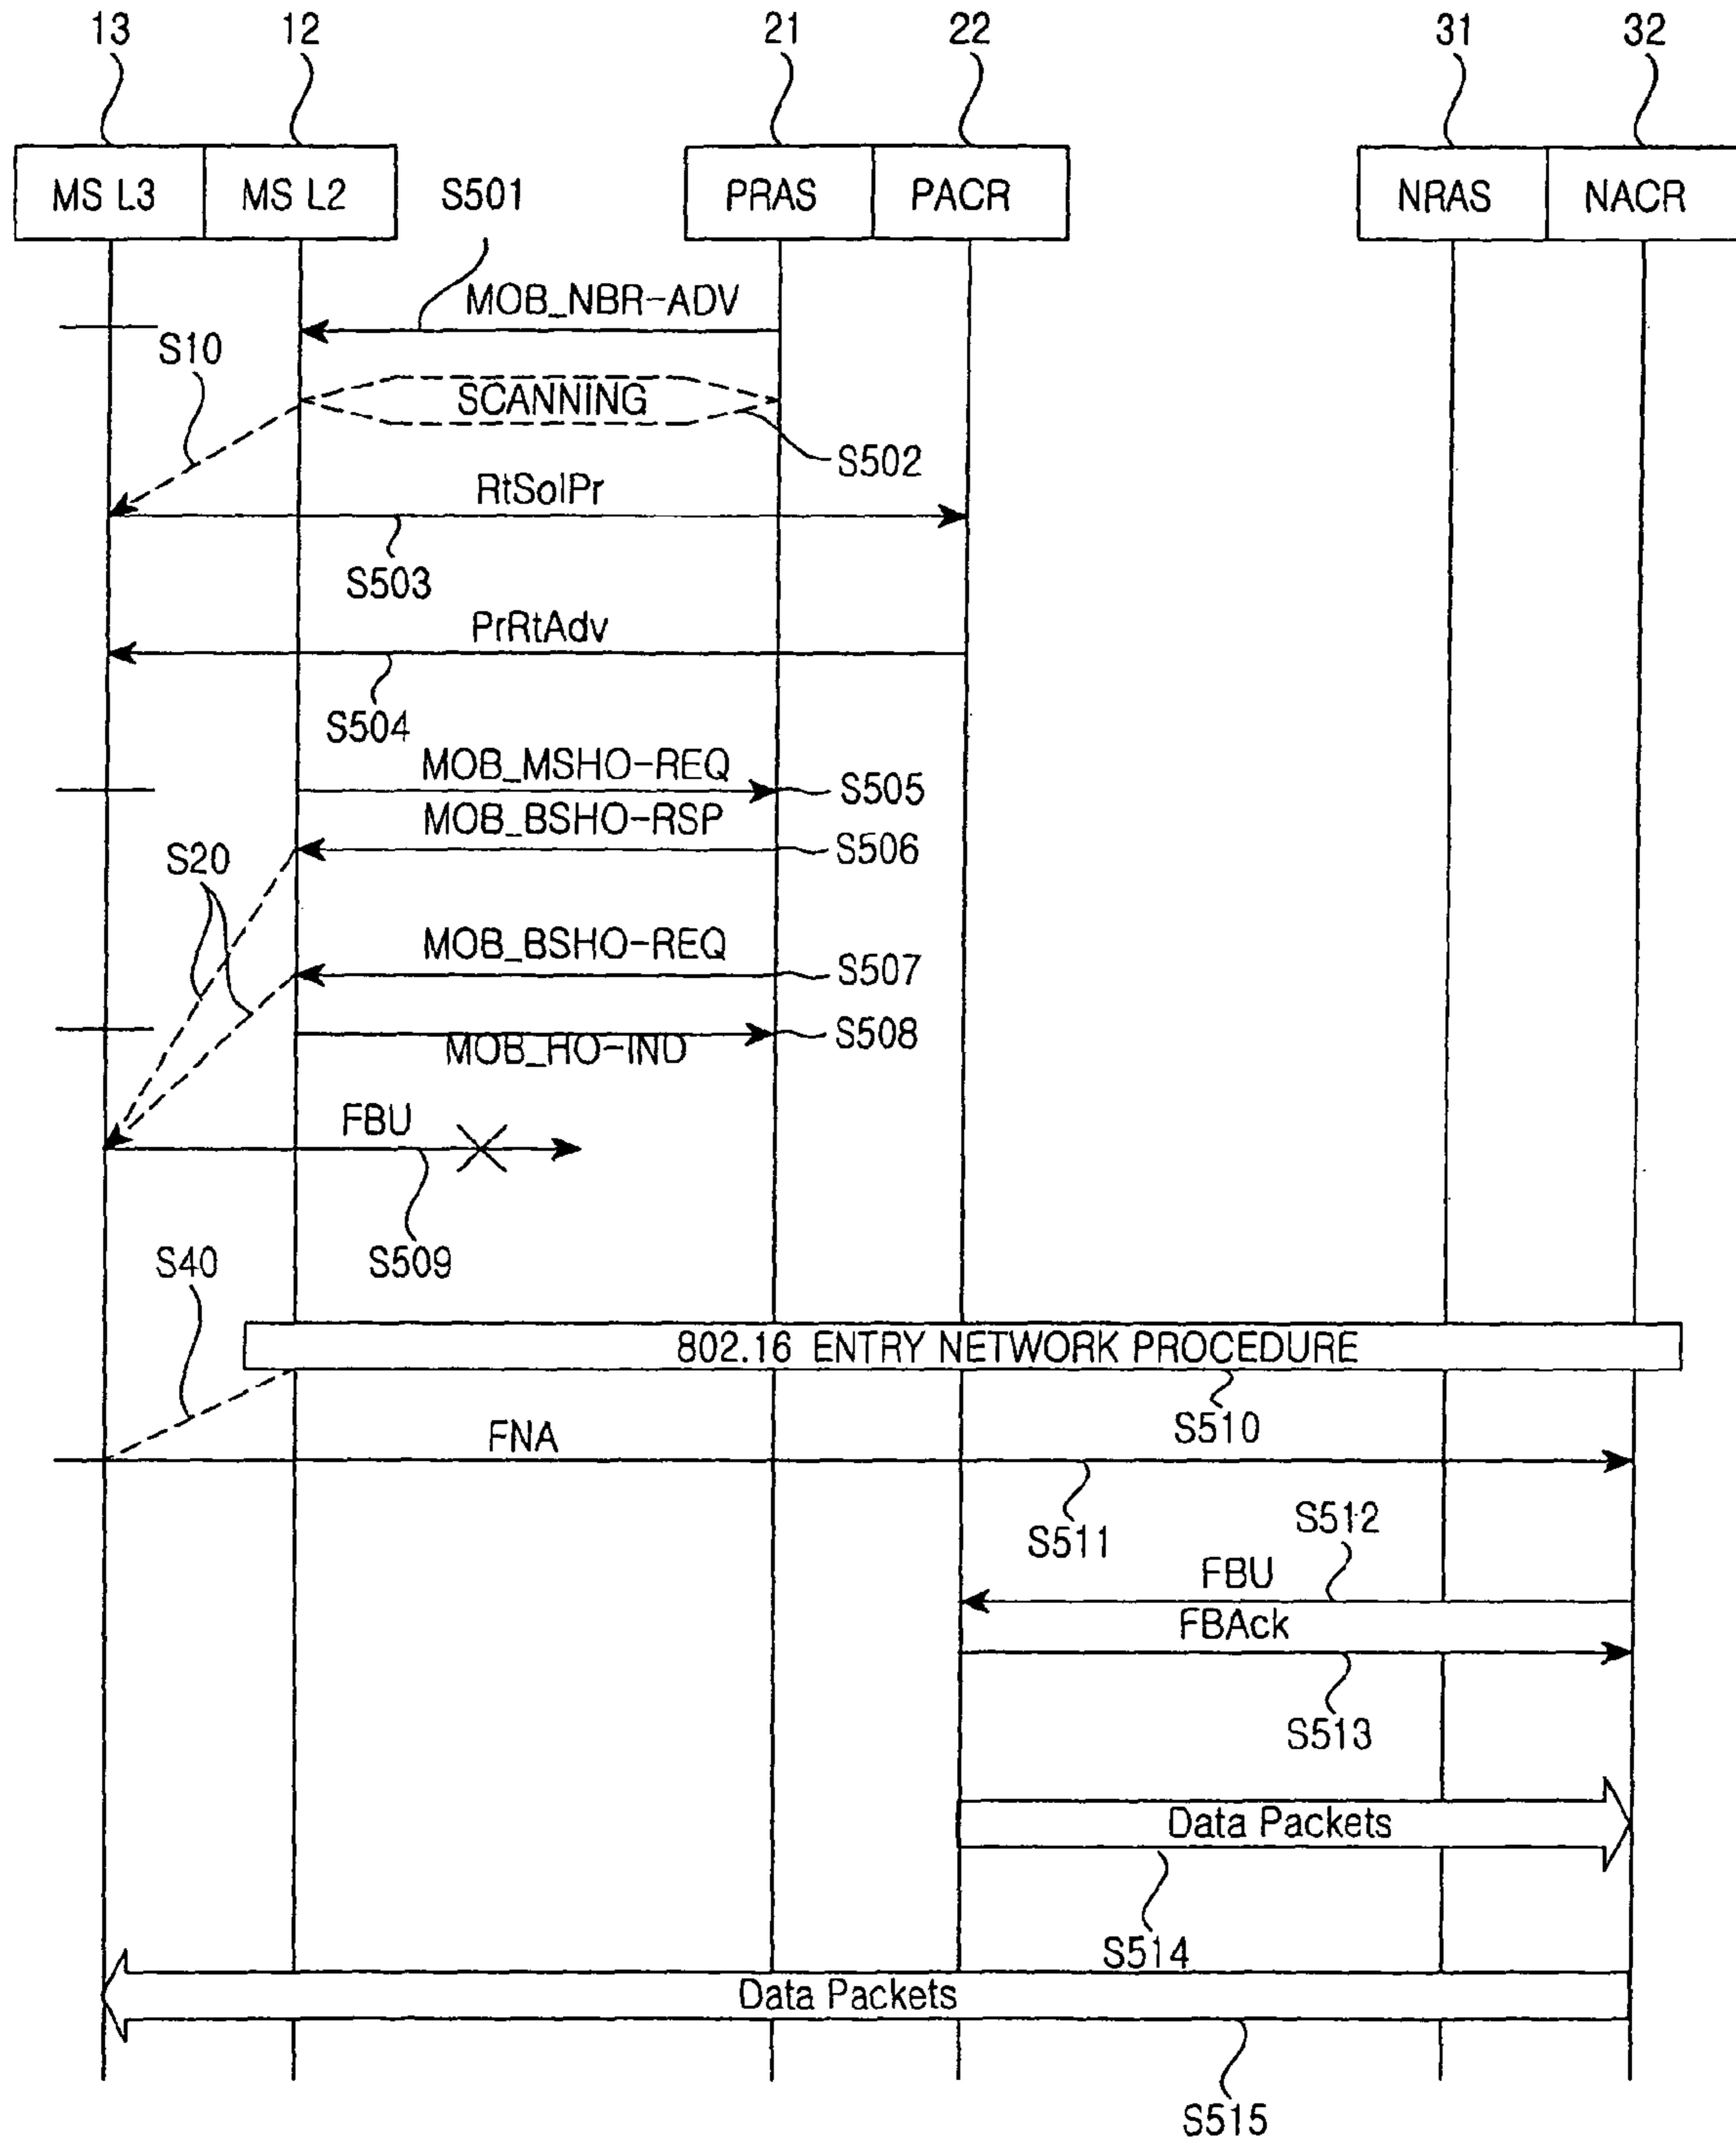 13 12 21 22 31 32
MS L3 MS L2 S501 PRAS PACR NRAS NACR
MOB_NBR-ADV
S10
SCANNING
S502
RtSolPr
S503
PrRtAdv
S504
MOB_MSHO-REQ
S505
MOB_BSHO-RSP
S506
S20
MOB_BSHO-REQ
S507
S508
MOB_HO-IND
FBU
S509
S40
802.16 ENTRY NETWORK PROCEDURE
S510
FNA
S511
S512
FBU
FBAck
S513
Data Packets
S514
Data Packets
S515